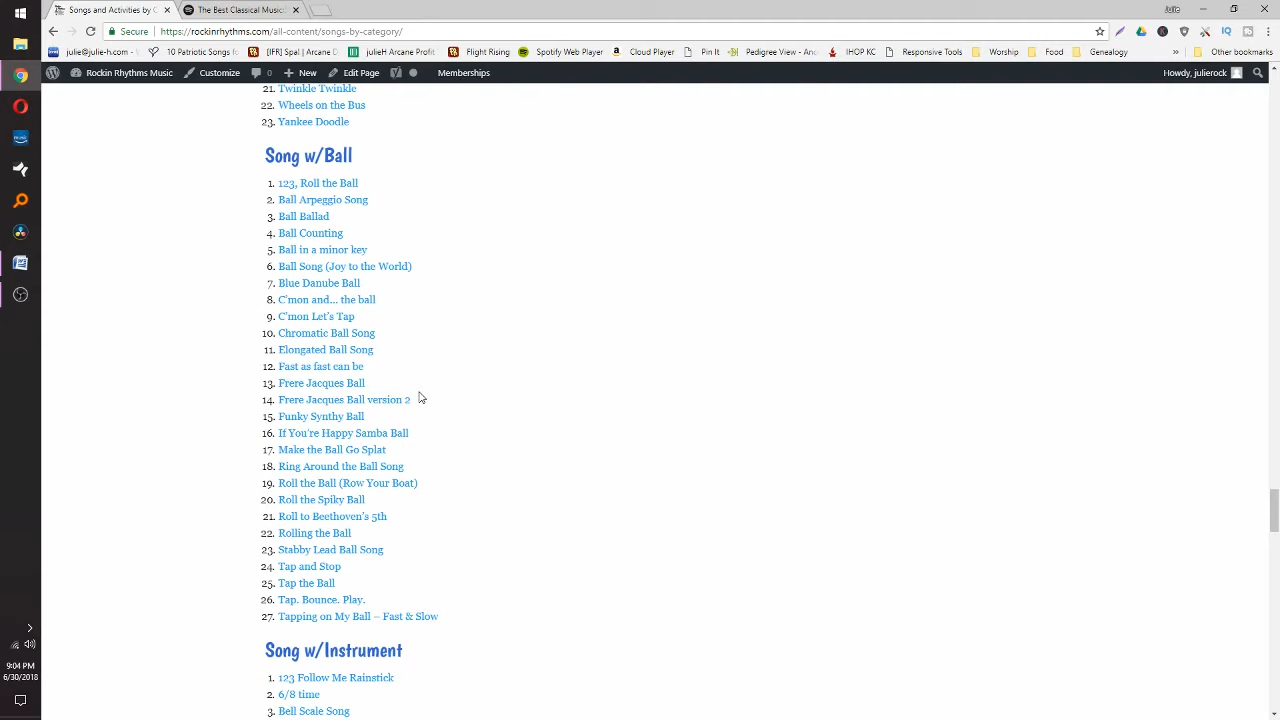 Songs and Activities by C
The Best Classical Music
Julie
Secure
https://rockinrhythms.com/all-content/songs-by-category/
julie@julie-h.com - W
10 Patriotic Songs for
[IFR] Spal | Arcane D
julieH Arcane Profit
Flight Rising
Spotify Web Player
Cloud Player
Pin It
Pedigree View - Anc
IHOP KC
Responsive Tools
Worship
Food
Genealogy
»
Other bookmarks
Rockin Rhythms Music
Customize
0
New
Edit Page
Memberships
Howdy, julierock
21. Twinkle Twinkle
22. Wheels on the Bus
23. Yankee Doodle
Song w/Ball
1. 123, Roll the Ball
2. Ball Arpeggio Song
3. Ball Ballad
4. Ball Counting
5. Ball in a minor key
6. Ball Song (Joy to the World)
7. Blue Danube Ball
8. C'mon and... the ball
9. C'mon Let's Tap
10. Chromatic Ball Song
11. Elongated Ball Song
12. Fast as fast can be
13. Frere Jacques Ball
14. Frere Jacques Ball version 2
15. Funky Synthy Ball
16. If You're Happy Samba Ball
17. Make the Ball Go Splat
18. Ring Around the Ball Song
19. Roll the Ball (Row Your Boat)
20. Roll the Spiky Ball
21. Roll to Beethoven's 5th
22. Rolling the Ball
23. Stabby Lead Ball Song
24. Tap and Stop
25. Tap the Ball
26. Tap. Bounce. Play.
27. Tapping on My Ball – Fast & Slow
Song w/Instrument
1. 123 Follow Me Rainstick
2. 6/8 time
3. Bell Scale Song
9:04 PM
6/30/2018